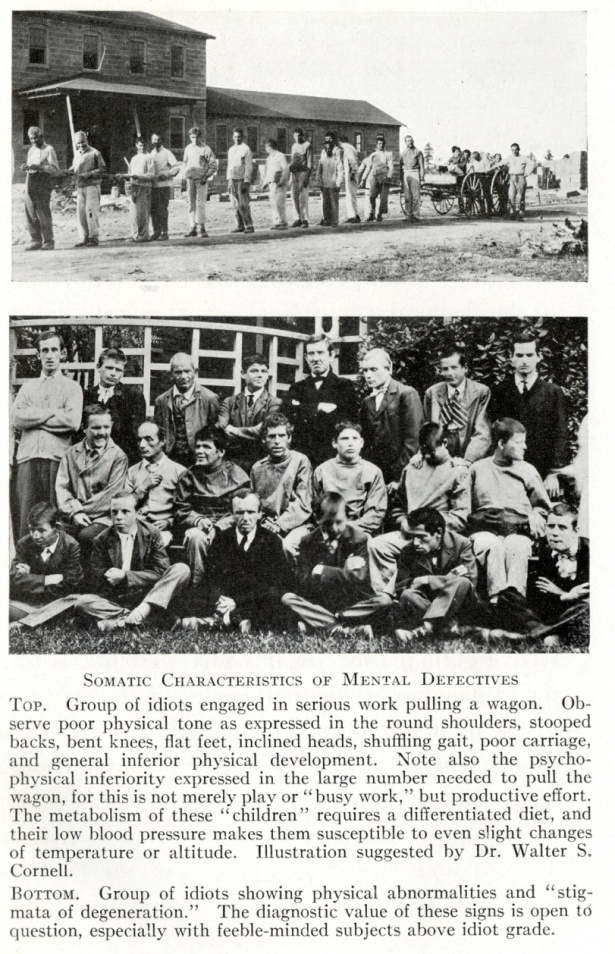 SOMATIC CHARACTERISTICS OF MENTAL DEFECTIVES
TOP. Group of idiots engaged in serious work pulling a wagon. Ob-
serve poor physical tone as expressed in the round shoulders, stooped
backs, bent knees, flat feet, inclined heads, shuffling gait, poor carriage,
and general inferior physical development. Note also the psycho-
physical inferiority expressed in the large number needed to pull the
wagon, for this is not merely play or “busy work,” but productive effort.
The metabolism of these “children” requires a differentiated diet, and
their low blood pressure makes them susceptible to even slight changes
of temperature or altitude. Illustration suggested by Dr. Walter S.
Cornell.
BOTTOM. Group of idiots showing physical abnormalities and “stig-
mata of degeneration.” The diagnostic value of these signs is open to
question, especially with feeble-minded subjects above idiot grade.